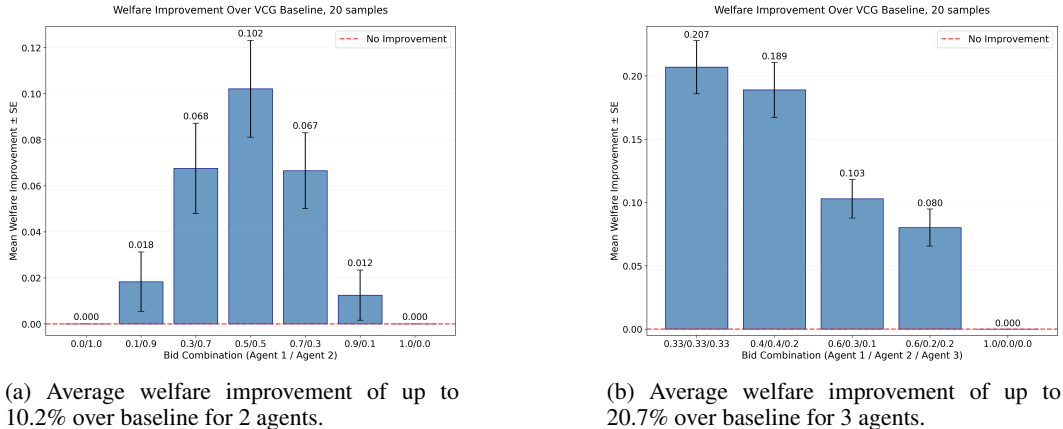 Welfare Improvement Over VCG Baseline, 20 samples
No Improvement
Mean Welfare Improvement ± SE
0.12
0.10
0.08
0.06
0.04
0.02
0.00
0.000
0.018
0.068
0.102
0.067
0.012
0.000
0.0/1.0 0.1/0.9 0.3/0.7 0.5/0.5 0.7/0.3 0.9/0.1 1.0/0.0
Bid Combination (Agent 1 / Agent 2)
(a) Average welfare improvement of up to
10.2% over baseline for 2 agents.
Welfare Improvement Over VCG Baseline, 20 samples
No Improvement
Mean Welfare Improvement ± SE
0.20
0.15
0.10
0.05
0.00
0.207
0.189
0.103
0.080
0.000
0.33/0.33/0.33 0.4/0.4/0.2 0.6/0.3/0.1 0.6/0.2/0.2 1.0/0.0/0.0
Bid Combination (Agent 1 / Agent 2 / Agent 3)
(b) Average welfare improvement of up to
20.7% over baseline for 3 agents.